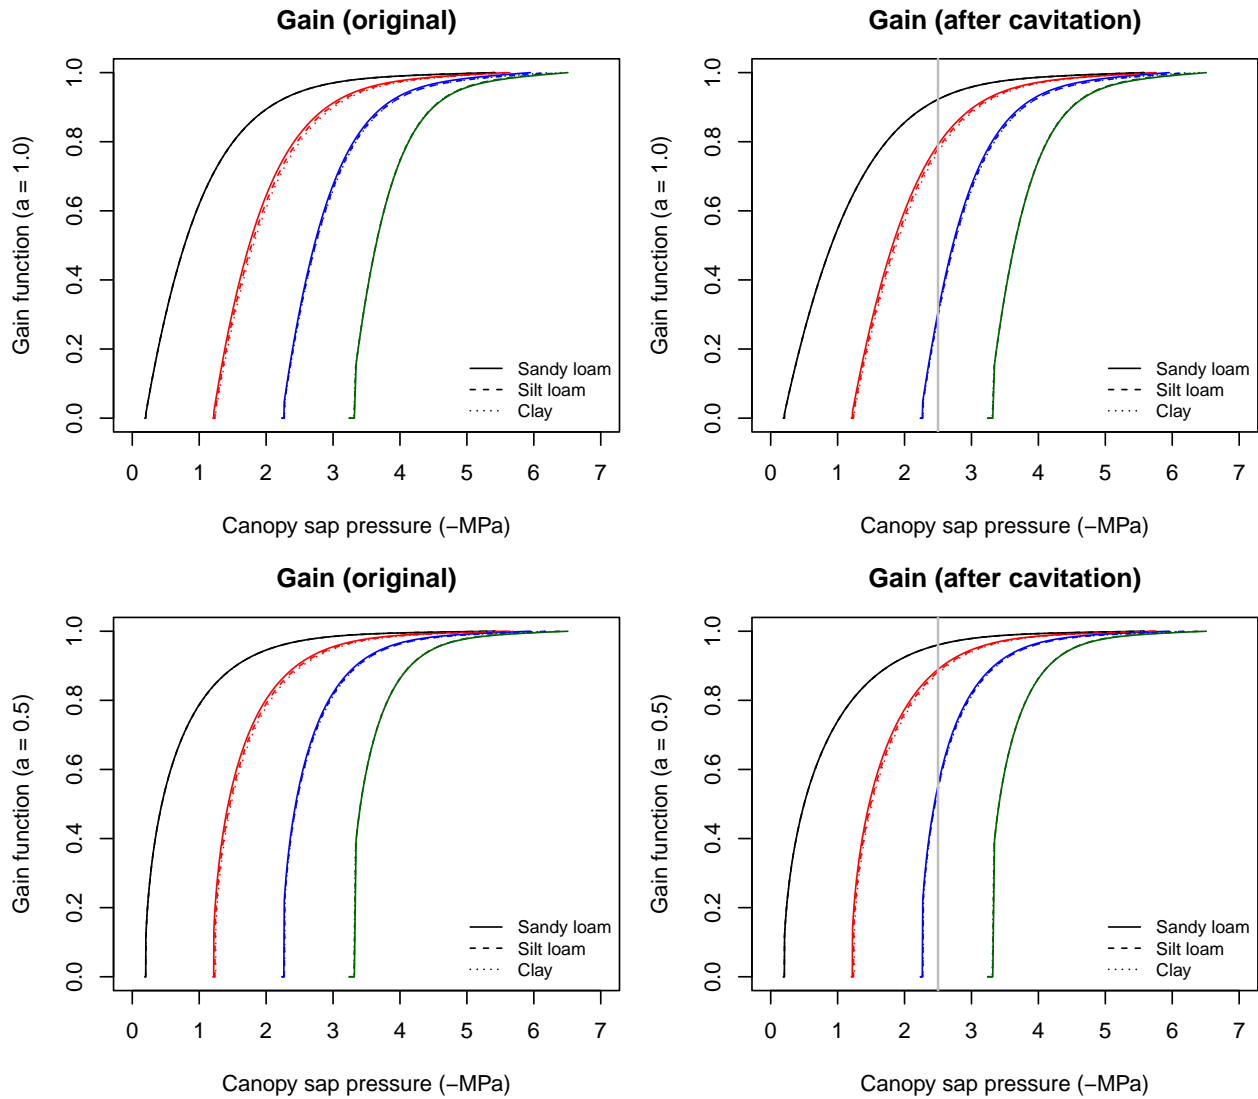 Gain (original)
Gain function (a = 1.0)
0.0 0.2 0.4 0.6 0.8 1.0
Sandy loam
Silt loam
Clay
0 1 2 3 4 5 6 7
Canopy sap pressure (−MPa)
Gain (after cavitation)
Gain function (a = 1.0)
0.0 0.2 0.4 0.6 0.8 1.0
Sandy loam
Silt loam
Clay
0 1 2 3 4 5 6 7
Canopy sap pressure (−MPa)
Gain (original)
Gain function (a = 0.5)
0.0 0.2 0.4 0.6 0.8 1.0
Sandy loam
Silt loam
Clay
0 1 2 3 4 5 6 7
Canopy sap pressure (−MPa)
Gain (after cavitation)
Gain function (a = 0.5)
0.0 0.2 0.4 0.6 0.8 1.0
Sandy loam
Silt loam
Clay
0 1 2 3 4 5 6 7
Canopy sap pressure (−MPa)